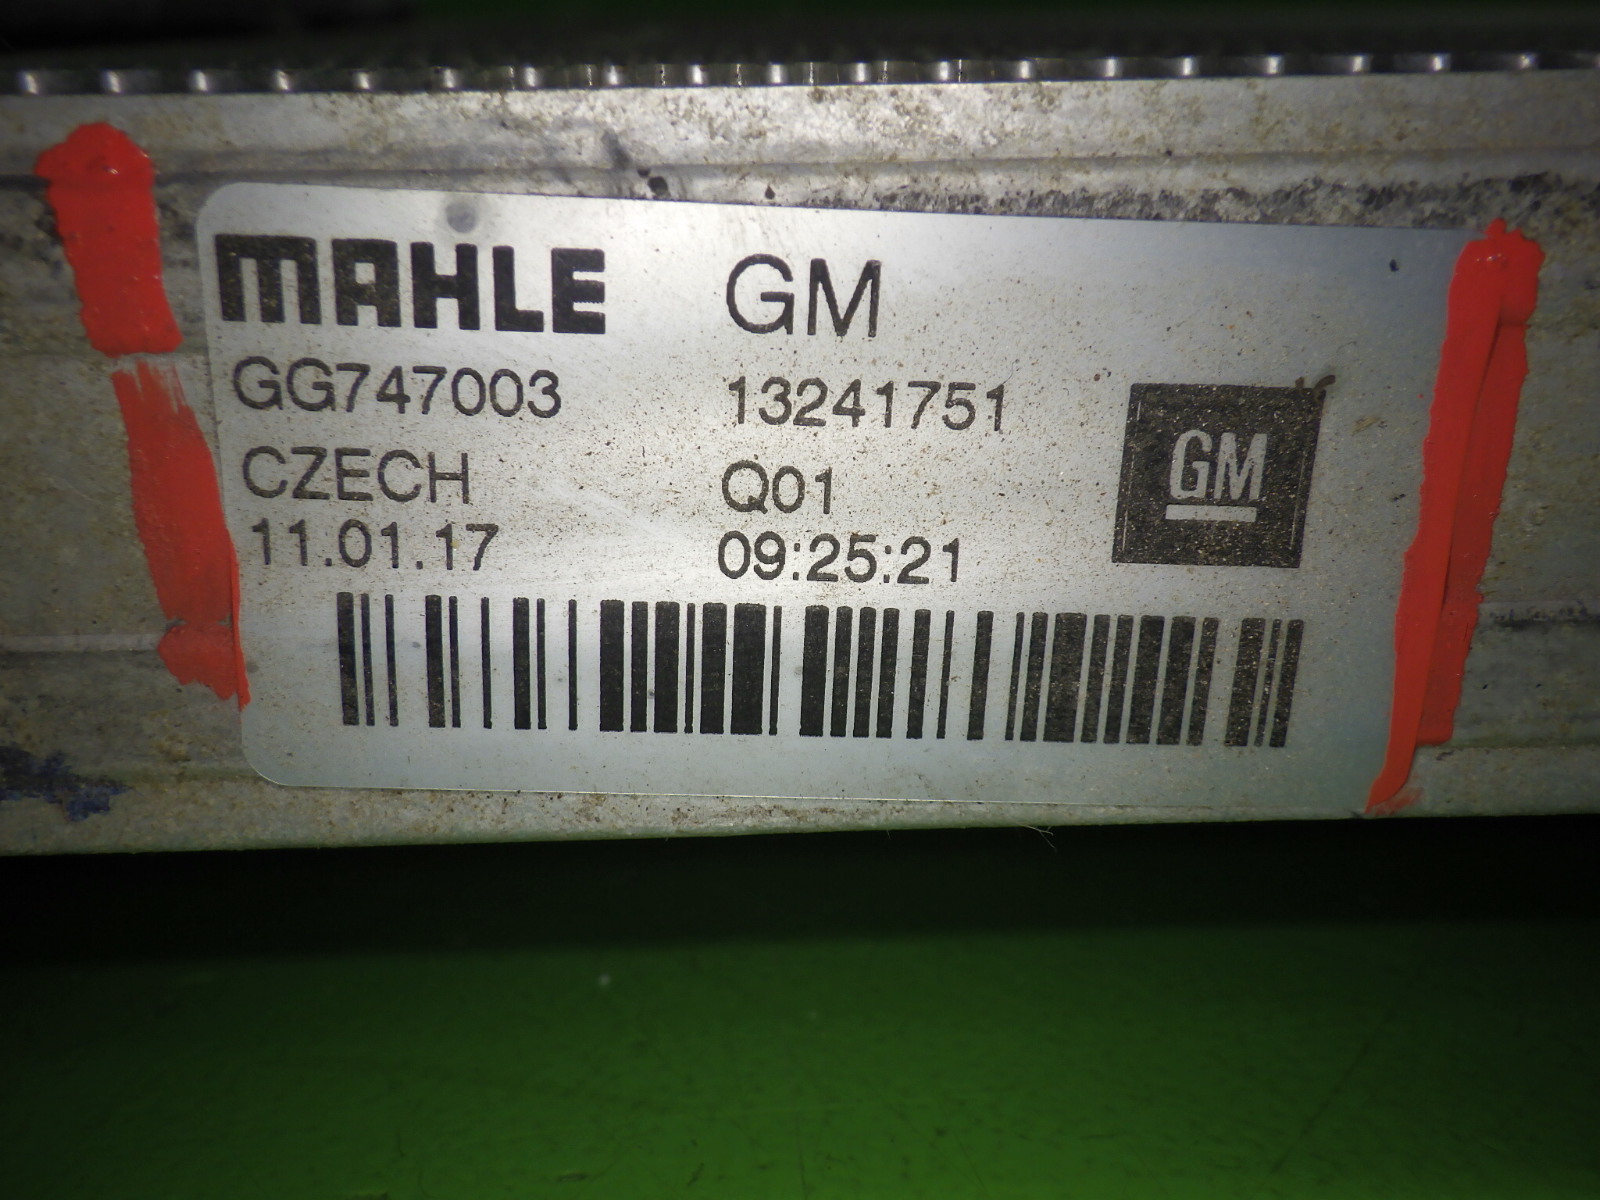 MAHLE GM
GG747003 13241751
GM
CZECH Q01
11.01.17 09:25:21